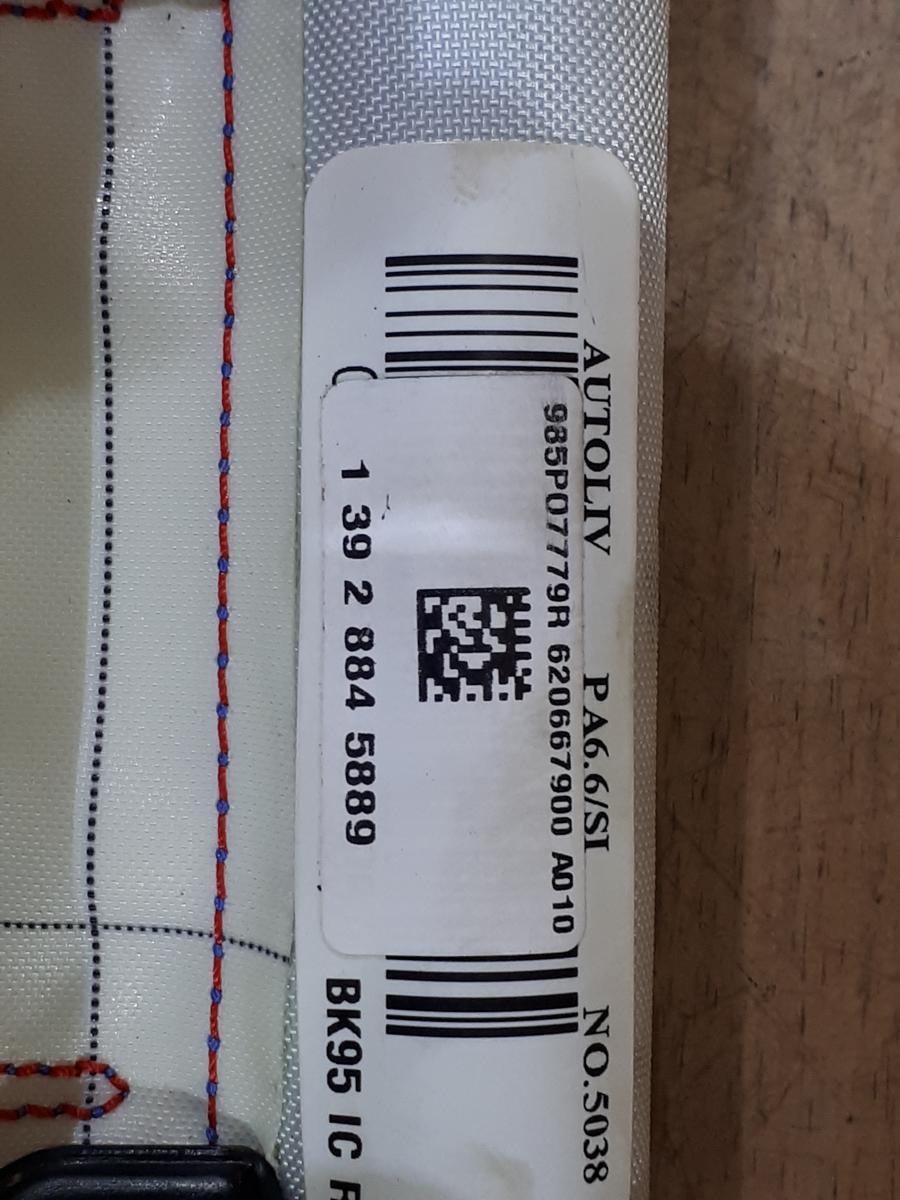 AUTOLIV PA6.6/SI NO.5038
985P07779R 620667900 A010
1 39 2 884 5889
BK95 IC